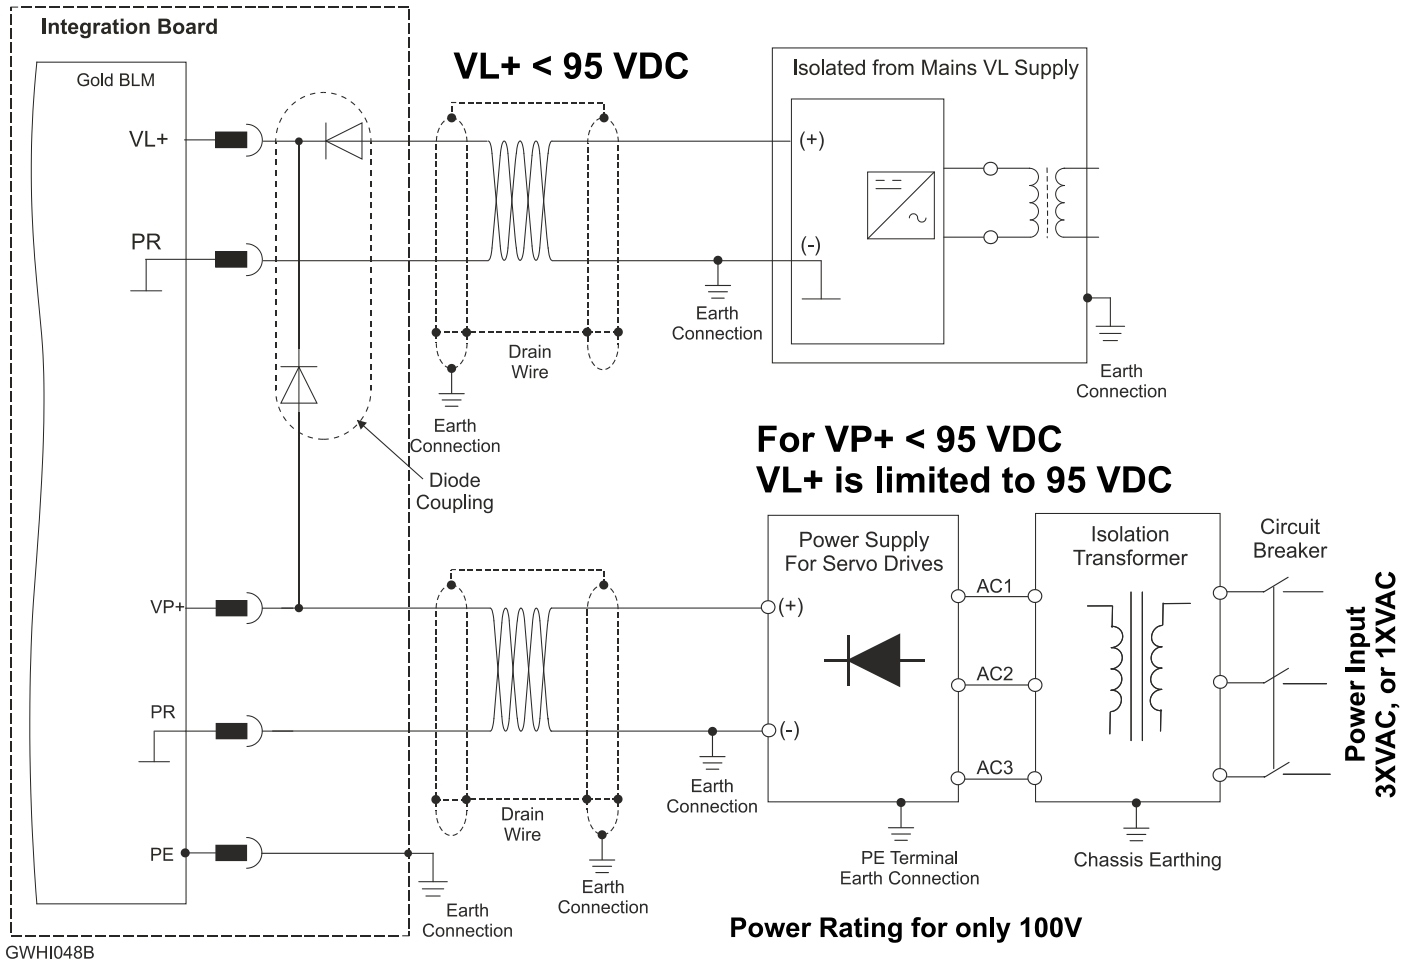 Integration Board
Gold BLM
VL+
PR
VL+ < 95 VDC
Isolated from Mains VL Supply
(+)
(-)
Earth
Connection
Earth
Connection
Drain
Wire
Earth
Connection
Diode
Coupling
For VP+ < 95 VDC
VL+ is limited to 95 VDC
VP+
PR
PE
Power Supply
For Servo Drives
(+)
(-)
AC1
AC2
AC3
Isolation
Transformer
Circuit
Breaker
Power Input
3XVAC, or 1XVAC
Earth
Connection
Drain
Wire
Earth
Connection
Earth
Connection
PE Terminal
Earth Connection
Chassis Earthing
Power Rating for only 100V
GWHI048B